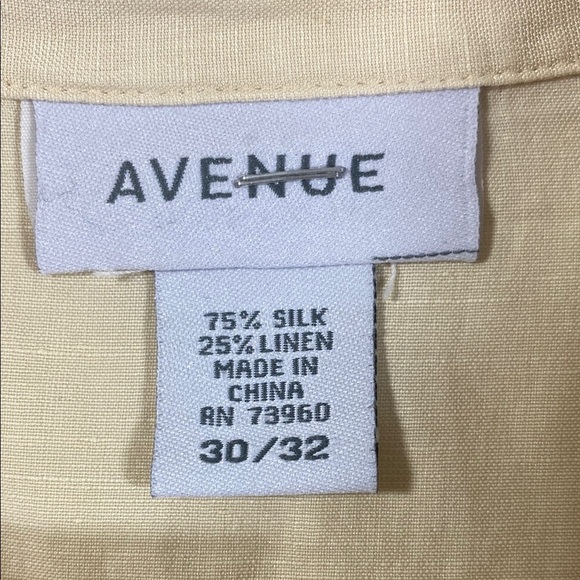 AVENUE
75% SILK
25% LINEN
MADE IN
CHINA
RN 73960
30/32